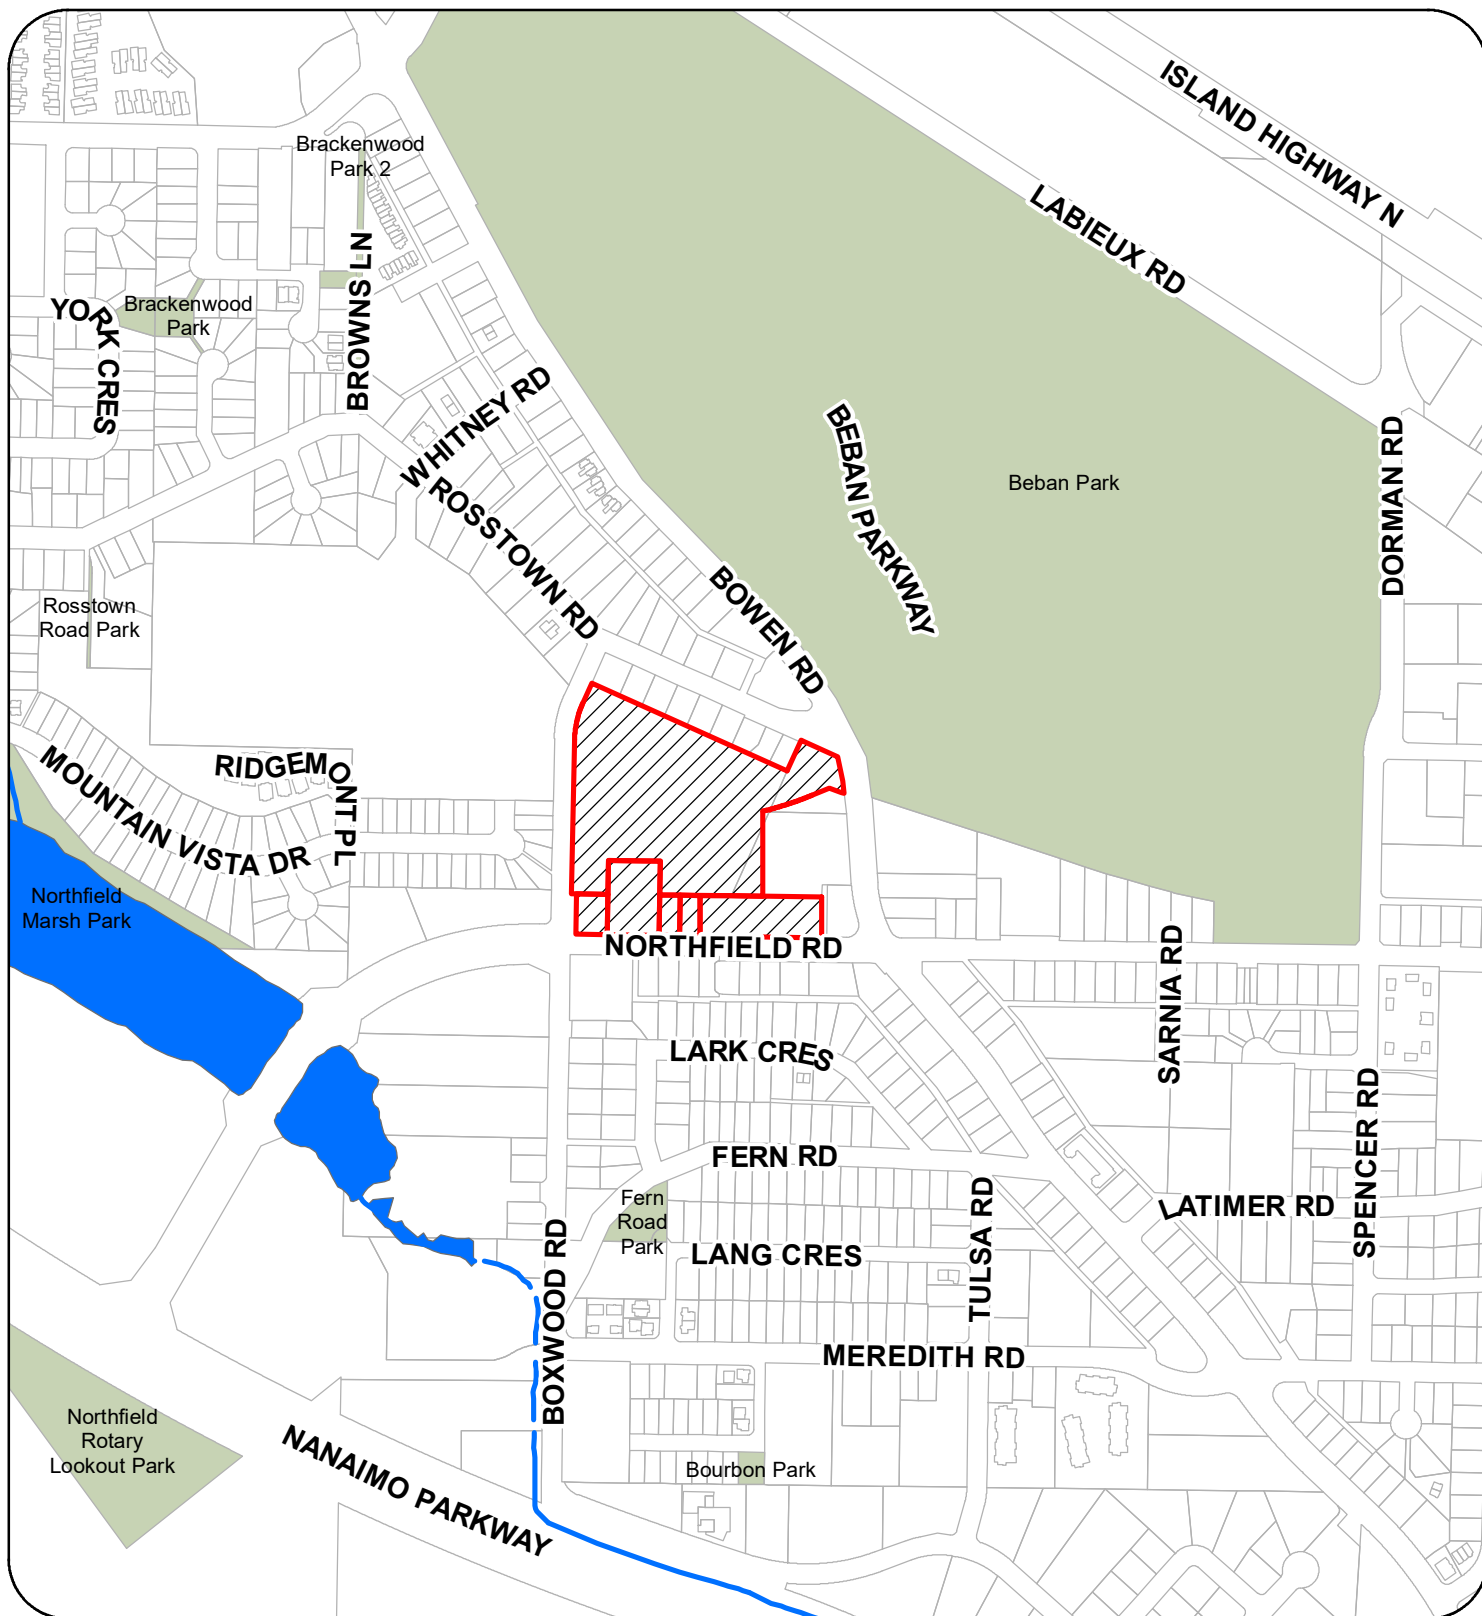 ISLAND HIGHWAY N
Brackenwood
Park 2
LABIEUX RD
BROWNS LN
Brackenwood
Park
YORK CRES
WHITNEY RD
BEBAN PARKWAY
Beban Park
DORMAN RD
W ROSSTOWN RD
BOWEN RD
Rosstown
Road Park
RIDGEMONT PL
MOUNTAIN VISTA DR
Northfield
Marsh Park
NORTHFIELD RD
SARNIA RD
LARK CRES
SPENCER RD
FERN RD
Fern
Road
Park
TULSA RD
LATIMER RD
LANG CRES
BOXWOOD RD
MEREDITH RD
Northfield
Rotary
Lookout Park
NANAIMO PARKWAY
Bourbon Park